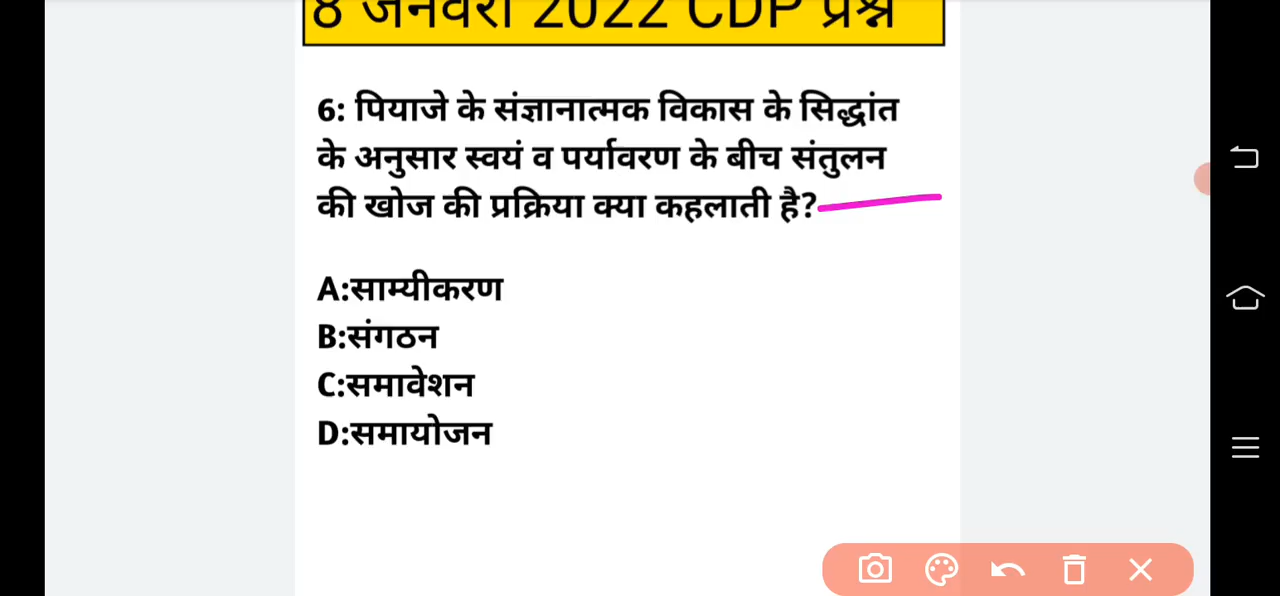 8 जनवरी 2022 CDP प्रश्न
6: पियाजे के संज्ञानात्मक विकास के सिद्धांत
के अनुसार स्वयं व पर्यावरण के बीच संतुलन
की खोज की प्रक्रिया क्या कहलाती है?
A:साम्यीकरण
B:संगठन
C:समावेशन
D:समायोजन